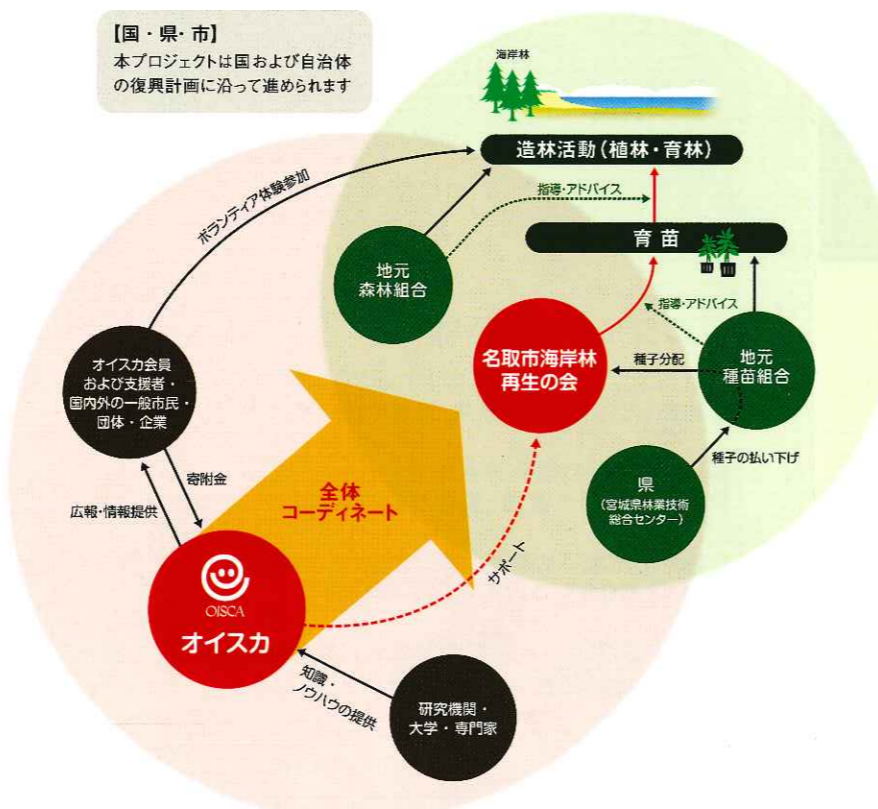 【国・県・市】
本プロジェクトは国および自治体
の復興計画に沿って進められます
海岸林
造林活動(植林・育林)
ボランティア体験参加
指導・アドバイス
育苗
地元
森林組合
指導・アドバイス
名取市海岸林
再生の会
種子分配
地元
種苗組合
オイスカ会員
および支援者・
国内外の一般市民・
団体・企業
種子の払い下げ
県
(宮城県林業技術
総合センター)
寄附金
広報・情報提供
全体
コーディネート
サポート
OISCA
オイスカ
知識・
ノウハウの提供
研究機関・
大学・専門家